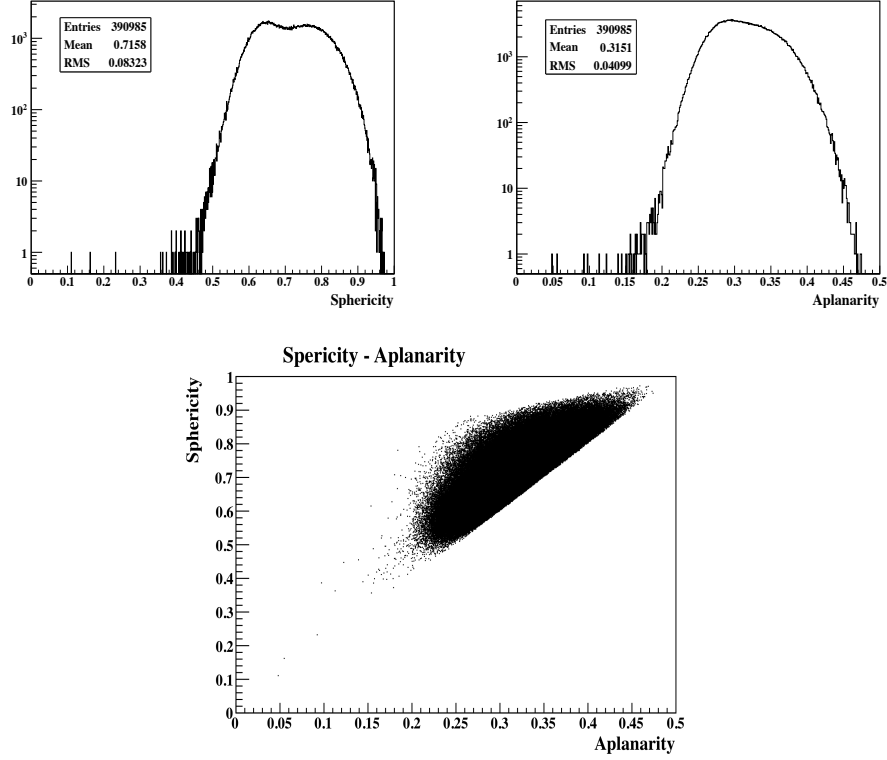 Entries 390985
Mean 0.7158
RMS 0.08323
10³
10²
10
1
0 0.1 0.2 0.3 0.4 0.5 0.6 0.7 0.8 0.9 1
Sphericity
Entries 390985
Mean 0.3151
RMS 0.04099
10³
10²
10
1
0 0.05 0.1 0.15 0.2 0.25 0.3 0.35 0.4 0.45 0.5
Aplanarity
Spericity - Aplanarity
Sphericity
1
0.9
0.8
0.7
0.6
0.5
0.4
0.3
0.2
0.1
0
0 0.05 0.1 0.15 0.2 0.25 0.3 0.35 0.4 0.45 0.5
Aplanarity